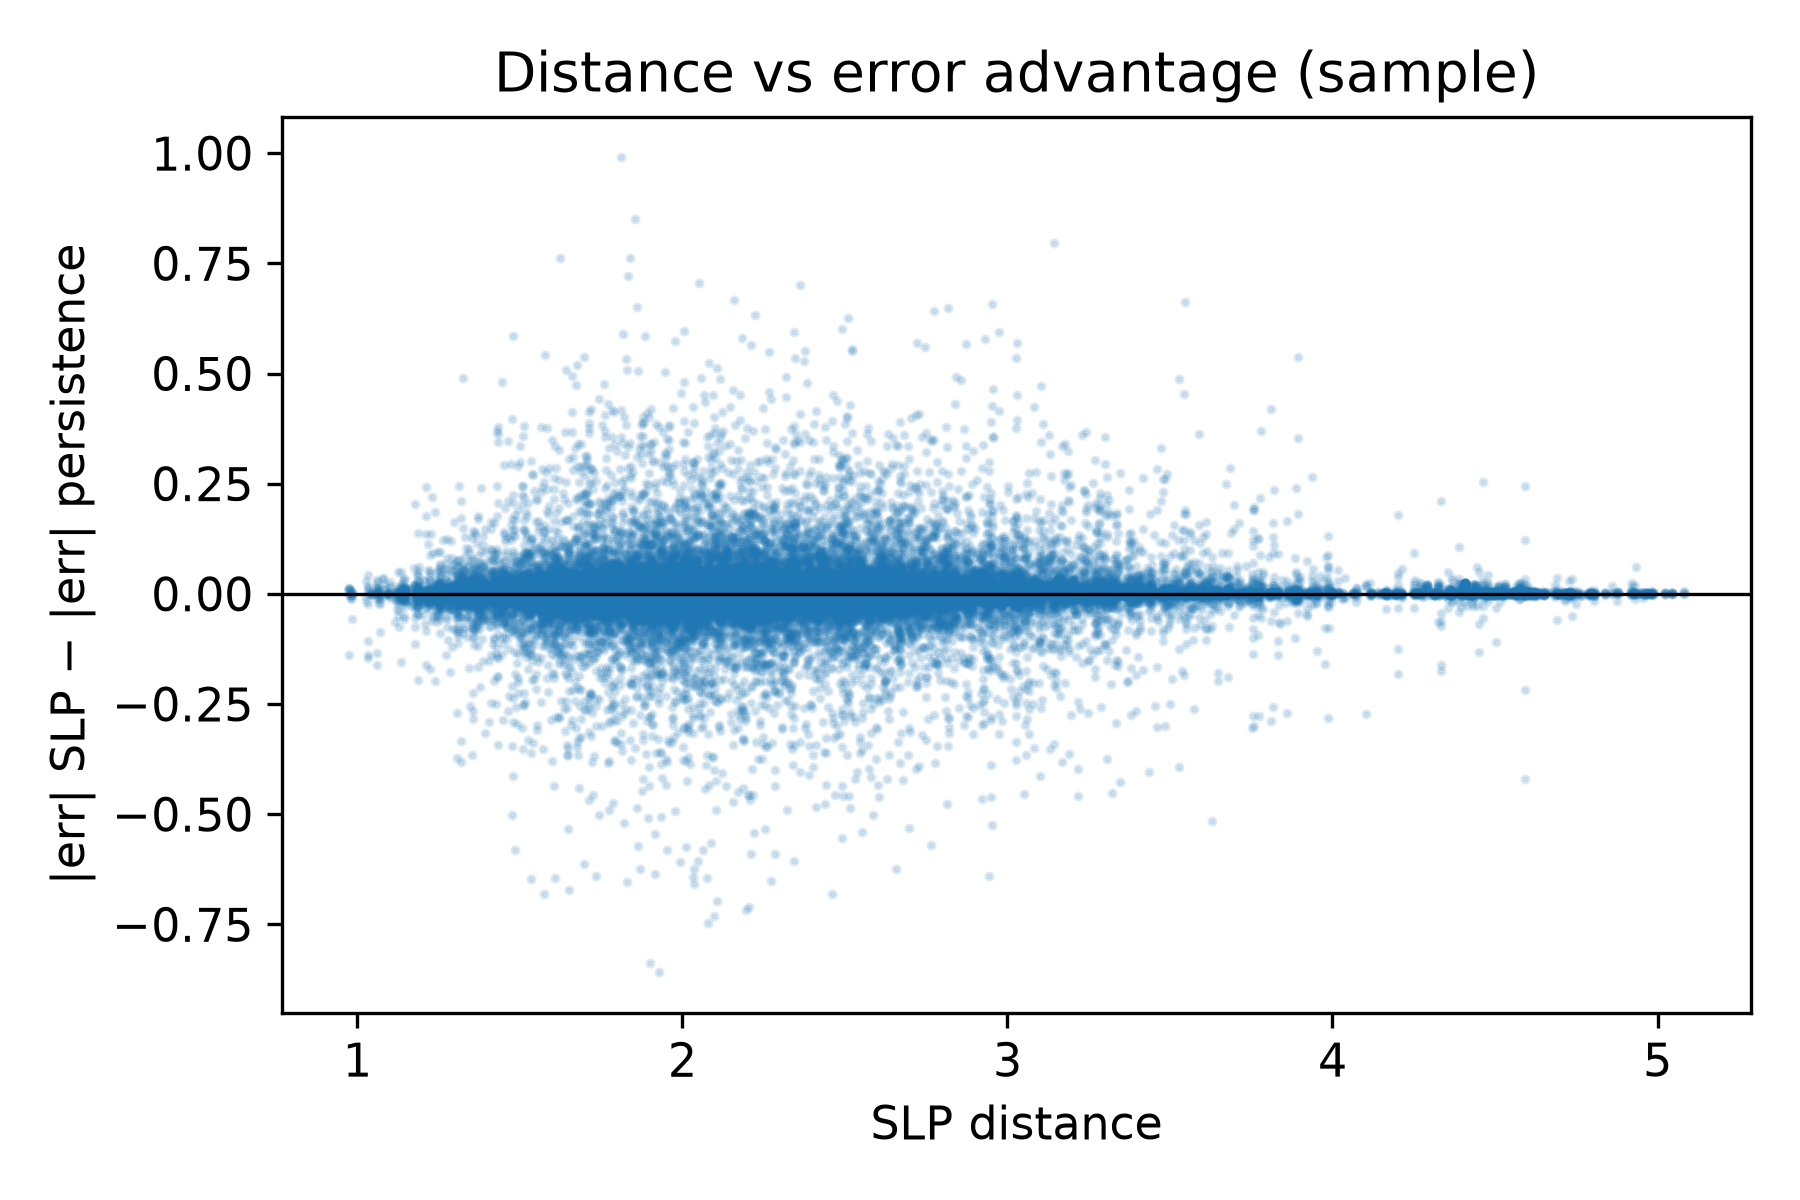 Distance vs error advantage (sample)
|err| SLP − |err| persistence
1.00
0.75
0.50
0.25
0.00
−0.25
−0.50
−0.75
1 2 3 4 5
SLP distance